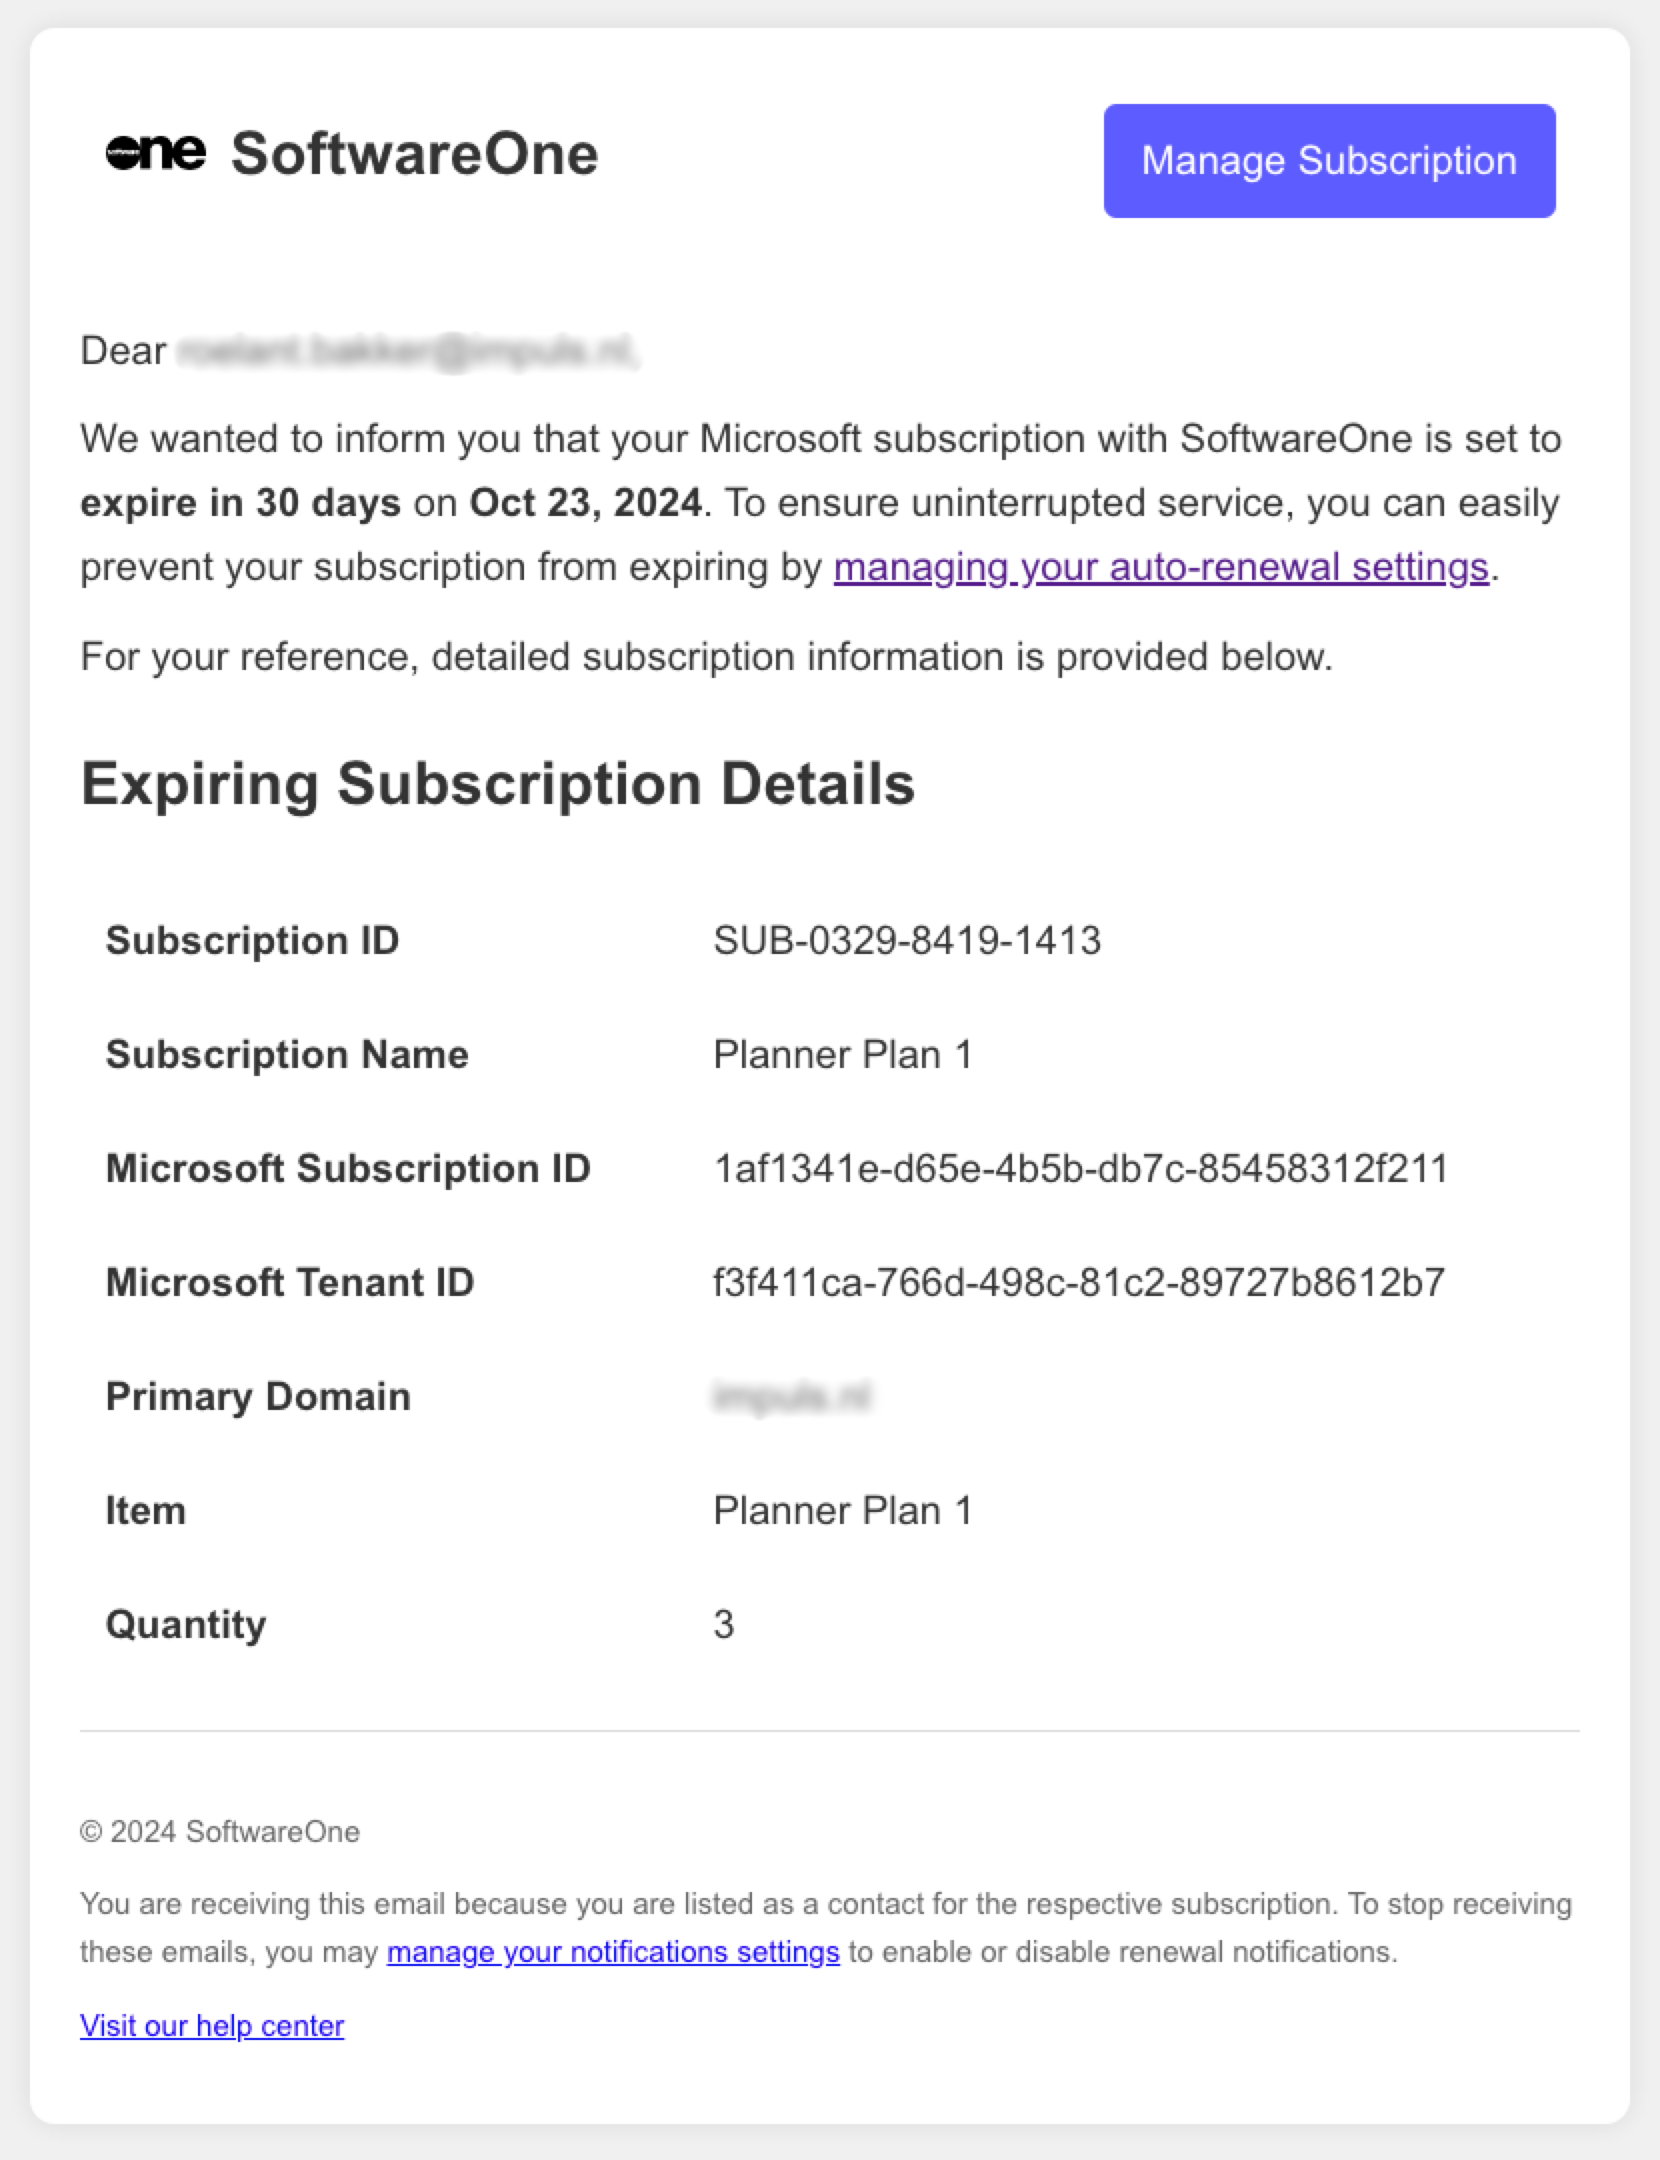 one SoftwareOne
Manage Subscription
Dear
We wanted to inform you that your Microsoft subscription with SoftwareOne is set to
expire in 30 days on Oct 23, 2024. To ensure uninterrupted service, you can easily
prevent your subscription from expiring by managing your auto-renewal settings.
For your reference, detailed subscription information is provided below.
Expiring Subscription Details
Subscription ID SUB-0329-8419-1413
Subscription Name Planner Plan 1
Microsoft Subscription ID 1af1341e-d65e-4b5b-db7c-85458312f211
Microsoft Tenant ID f3f411ca-766d-498c-81c2-89727b8612b7
Primary Domain
Item Planner Plan 1
Quantity 3
© 2024 SoftwareOne
You are receiving this email because you are listed as a contact for the respective subscription. To stop receiving
these emails, you may manage your notifications settings to enable or disable renewal notifications.
Visit our help center